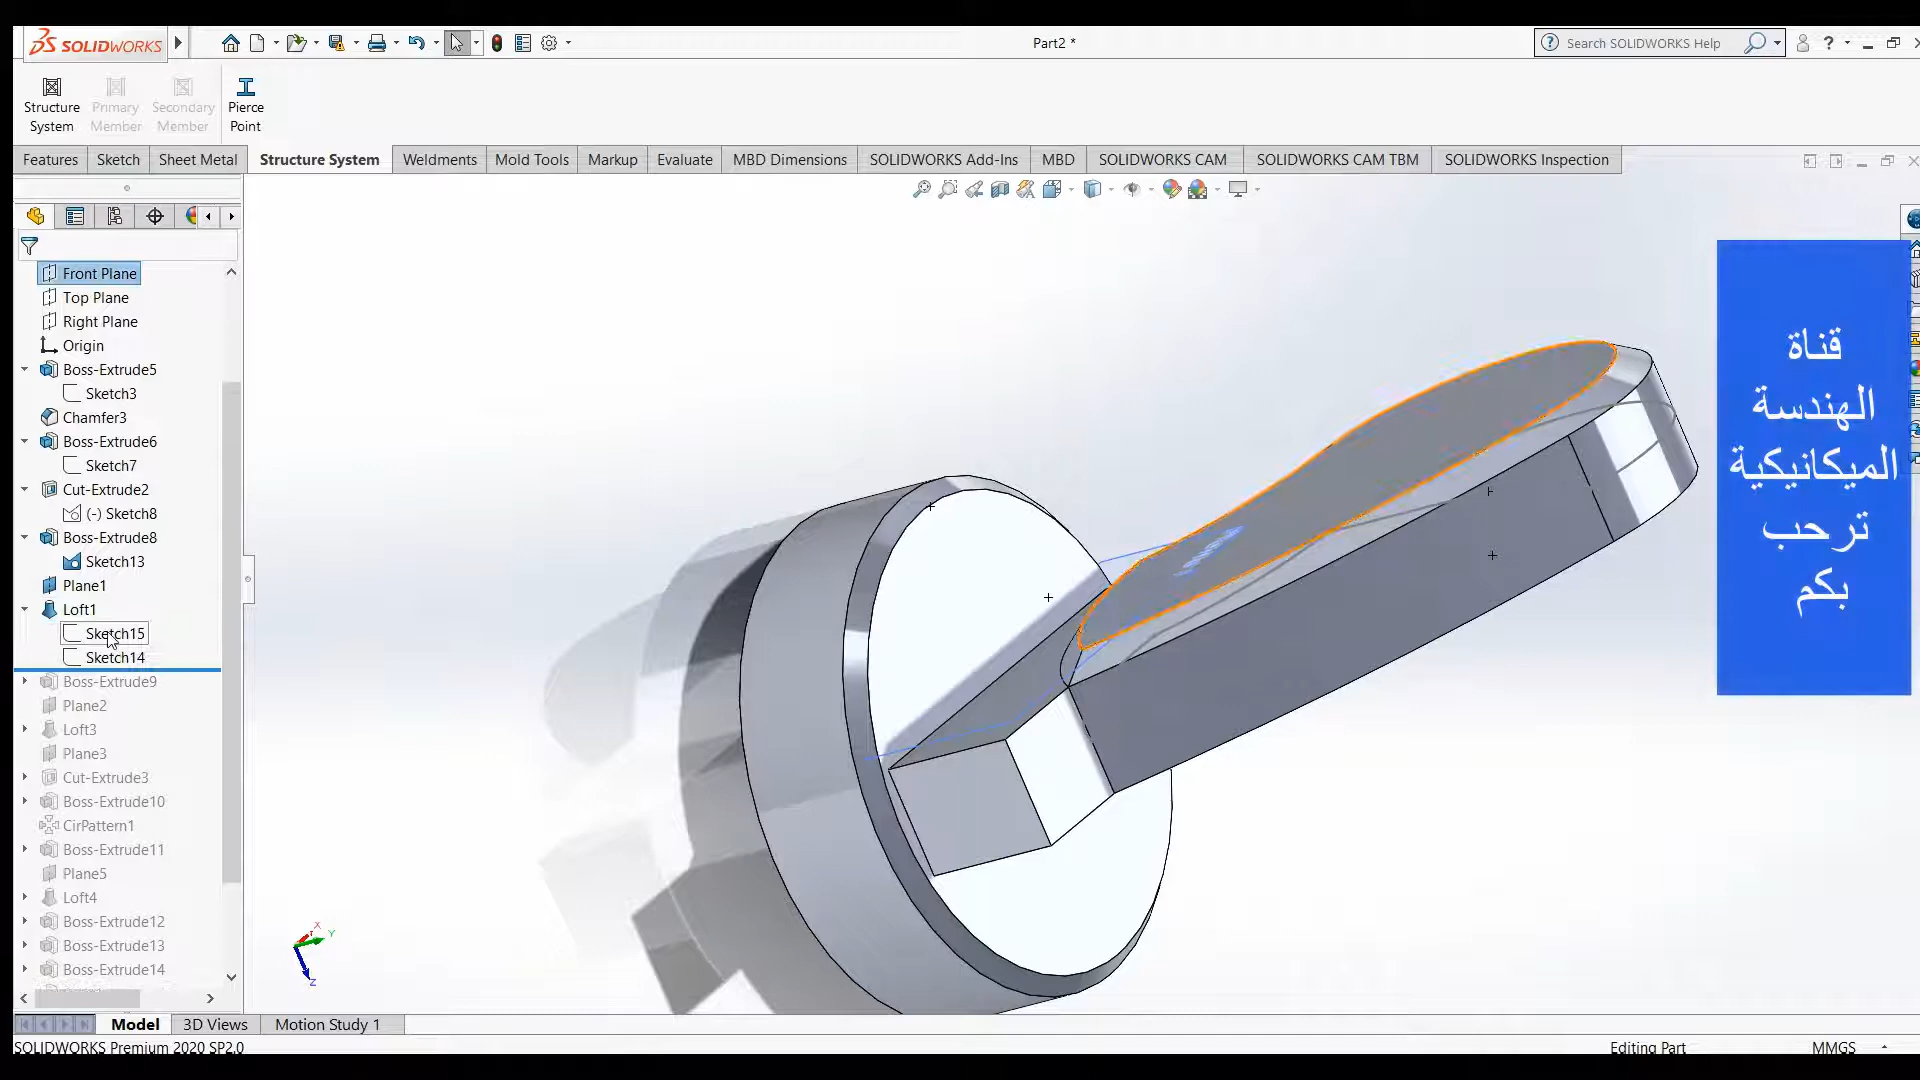 SOLIDWORKS
Part2 *
Search SOLIDWORKS Help
?
Structure System
Primary Member
Secondary Member
Pierce Point
Features
Sketch
Sheet Metal
Structure System
Weldments
Mold Tools
Markup
Evaluate
MBD Dimensions
SOLIDWORKS Add-Ins
MBD
SOLIDWORKS CAM
SOLIDWORKS CAM TBM
SOLIDWORKS Inspection
Front Plane
Top Plane
Right Plane
Origin
Boss-Extrude5
Sketch3
Chamfer3
Boss-Extrude6
Sketch7
Cut-Extrude2
(-) Sketch8
Boss-Extrude8
Sketch13
Plane1
Loft1
Sketch15
Sketch14
Boss-Extrude9
Plane2
Loft3
Plane3
Cut-Extrude3
Boss-Extrude10
CirPattern1
Boss-Extrude11
Plane5
Loft4
Boss-Extrude12
Boss-Extrude13
Boss-Extrude14
قناة
الهندسة
الميكانيكية
ترحب
بكم
X
Y
Z
Model
3D Views
Motion Study 1
SOLIDWORKS Premium 2020 SP2.0
Editing Part
MMGS